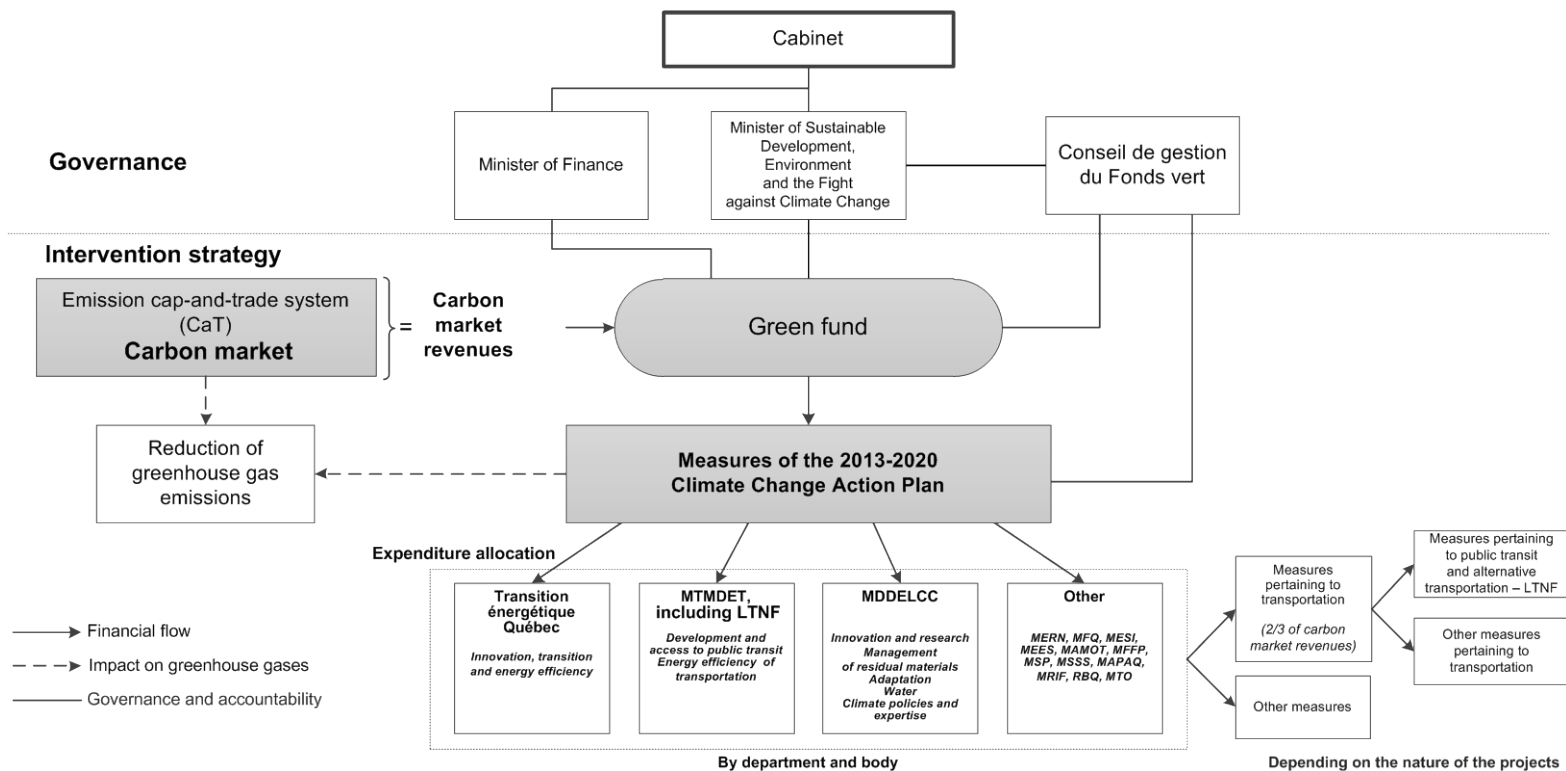 Cabinet
Minister of Finance
Minister of Sustainable
Development,
Environment
and the Fight
against Climate Change
Conseil de gestion
du Fonds vert
Governance
Intervention strategy
Emission cap-and-trade system
(CaT)
Carbon market
=
Carbon
market
revenues
Green fund
Reduction of
greenhouse gas
emissions
Measures of the 2013-2020
Climate Change Action Plan
Expenditure allocation
Transition
énergétique
Québec
Innovation, transition
and energy efficiency
MTMDET,
including LTNF
Development and
access to public transit
Energy efficiency of
transportation
MDDELCC
Innovation and research
Management
of residual materials
Adaptation
Water
Climate policies and
expertise
Other
MERN, MFQ, MESI,
MEES, MAMOT, MFFP,
MSP, MSSS, MAPAQ,
MRIF, RBQ, MTO
Measures
pertaining to
transportation
(2/3 of carbon
market revenues)
Other measures
Measures pertaining
to public transit
and alternative
transportation – LTNF
Other measures
pertaining to
transportation
Financial flow
Impact on greenhouse gases
Governance and accountability
By department and body
Depending on the nature of the projects